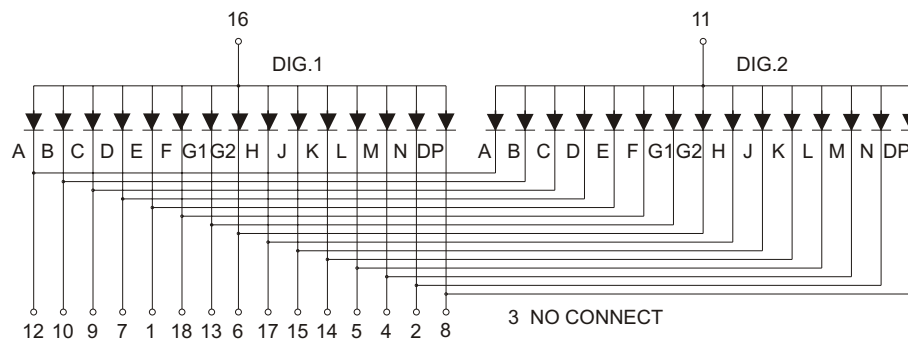 16 11
DIG.1 DIG.2
A B C D E F G1 G2 H J K L M N DP A B C D E F G1 G2 H J K L M N DP
3 NO CONNECT
12 10 9 7 1 18 13 6 17 15 14 5 4 2 8